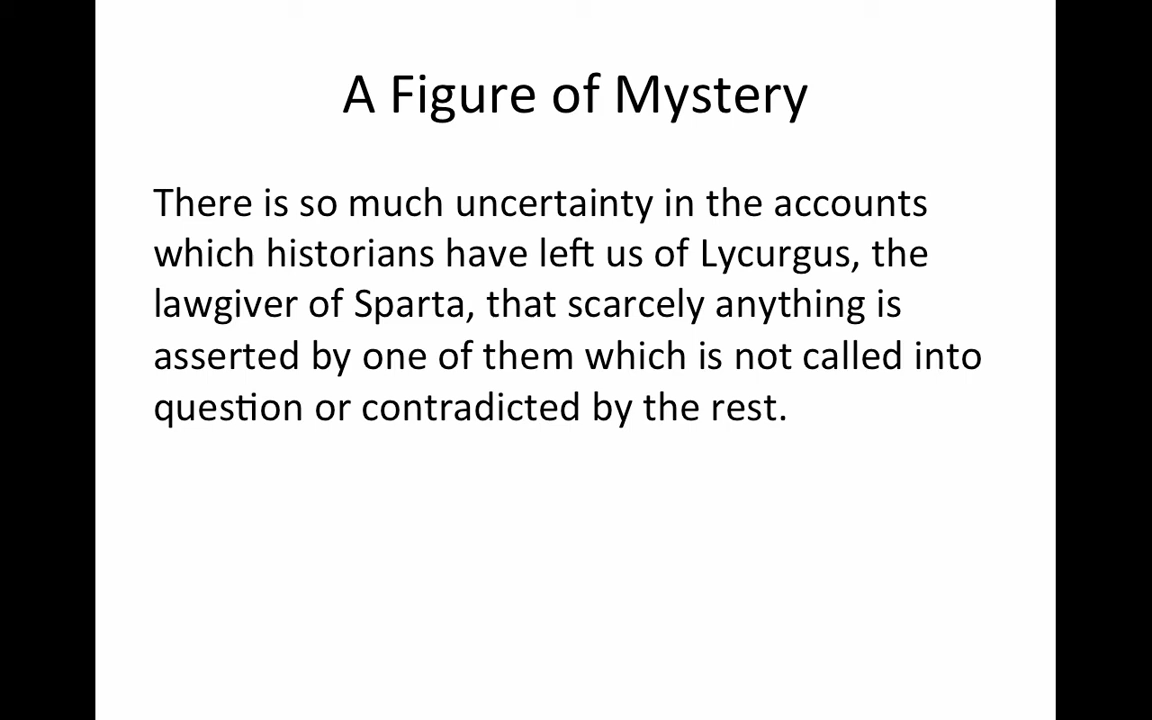 A Figure of Mystery
There is so much uncertainty in the accounts
which historians have left us of Lycurgus, the
lawgiver of Sparta, that scarcely anything is
asserted by one of them which is not called into
question or contradicted by the rest.